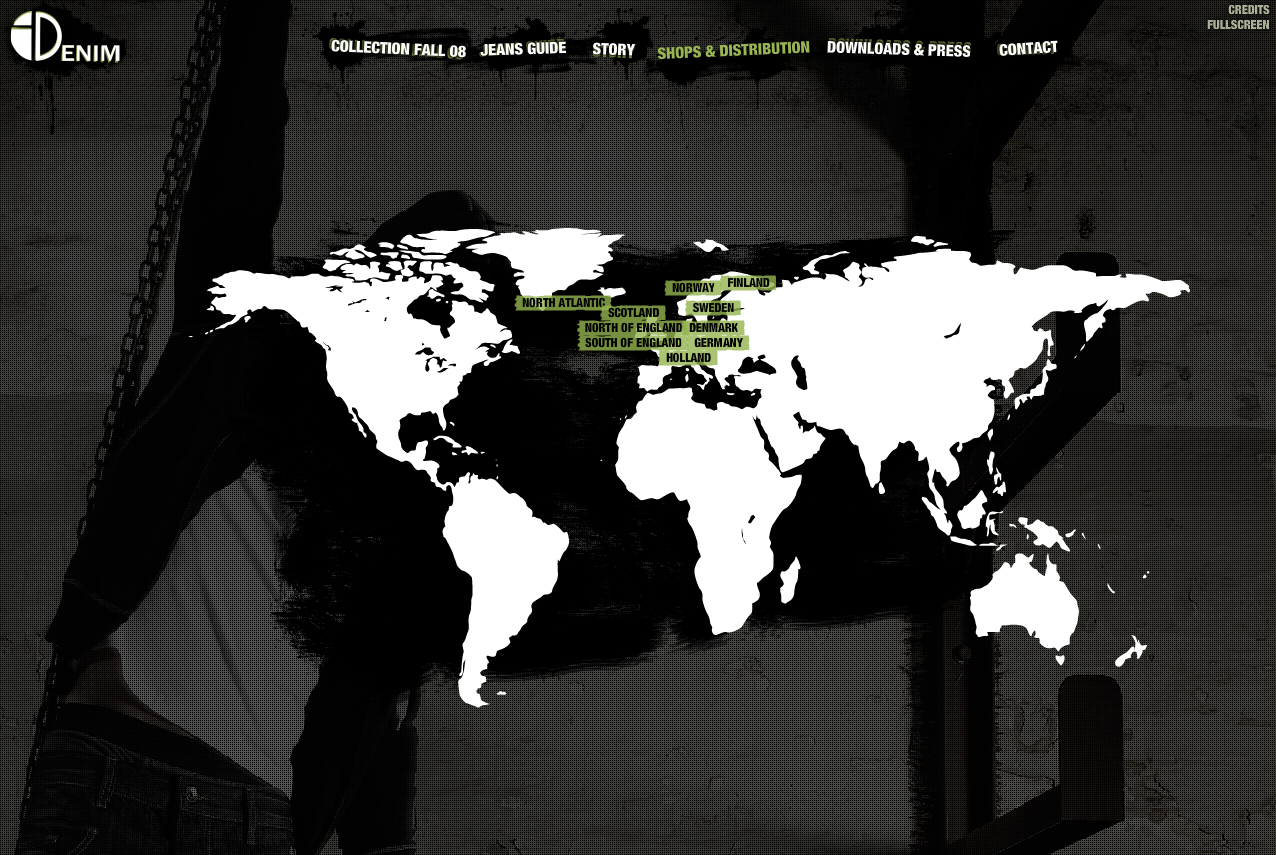 iDENIM
COLLECTION FALL 08
JEANS GUIDE
STORY
SHOPS & DISTRIBUTION
DOWNLOADS & PRESS
CONTACT
CREDITS
FULLSCREEN
NORWAY
FINLAND
NORTH ATLANTIC
SCOTLAND
SWEDEN
NORTH OF ENGLAND
DENMARK
SOUTH OF ENGLAND
GERMANY
HOLLAND